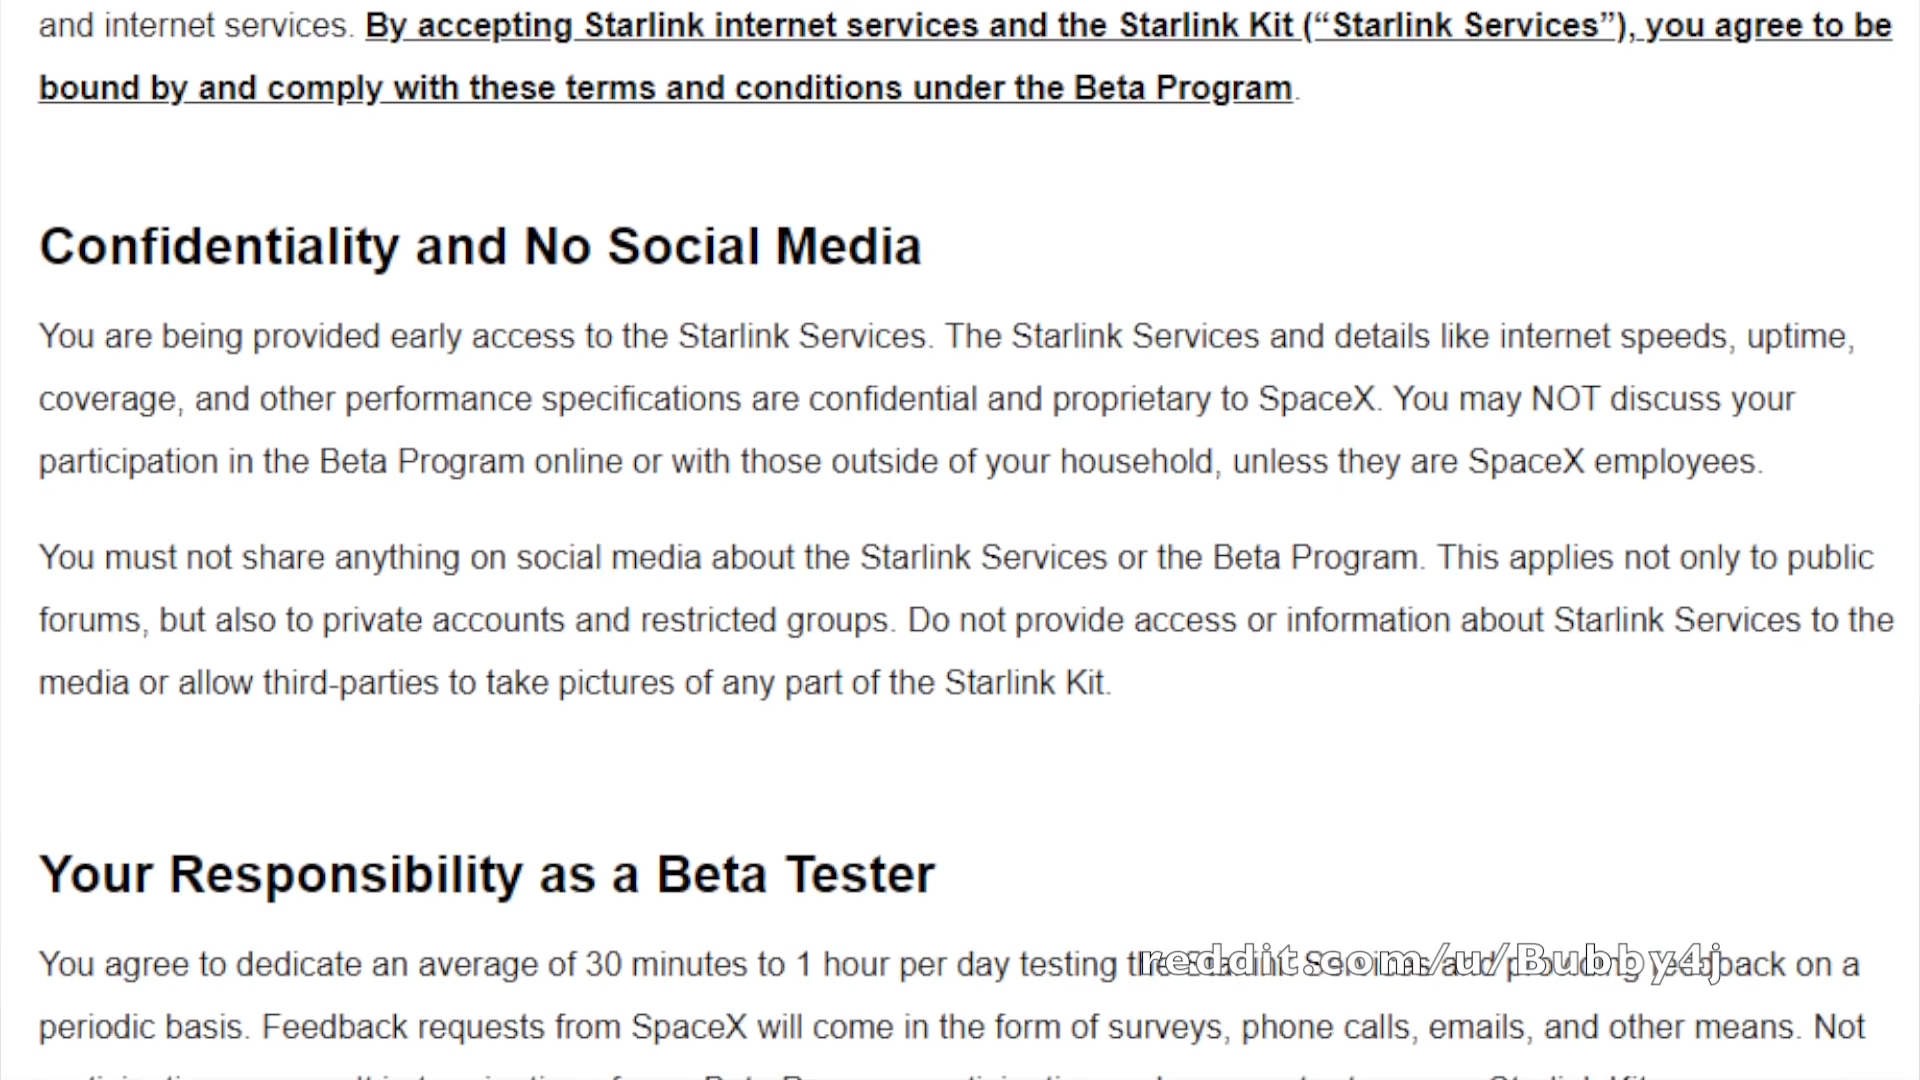 and internet services. By accepting Starlink internet services and the Starlink Kit (“Starlink Services”), you agree to be
bound by and comply with these terms and conditions under the Beta Program.
Confidentiality and No Social Media
You are being provided early access to the Starlink Services. The Starlink Services and details like internet speeds, uptime,
coverage, and other performance specifications are confidential and proprietary to SpaceX. You may NOT discuss your
participation in the Beta Program online or with those outside of your household, unless they are SpaceX employees.
You must not share anything on social media about the Starlink Services or the Beta Program. This applies not only to public
forums, but also to private accounts and restricted groups. Do not provide access or information about Starlink Services to the
media or allow third-parties to take pictures of any part of the Starlink Kit.
Your Responsibility as a Beta Tester
You agree to dedicate an average of 30 minutes to 1 hour per day testing on a
reddit.com/u/Bubby4j
periodic basis. Feedback requests from SpaceX will come in the form of surveys, phone calls, emails, and other means. Not